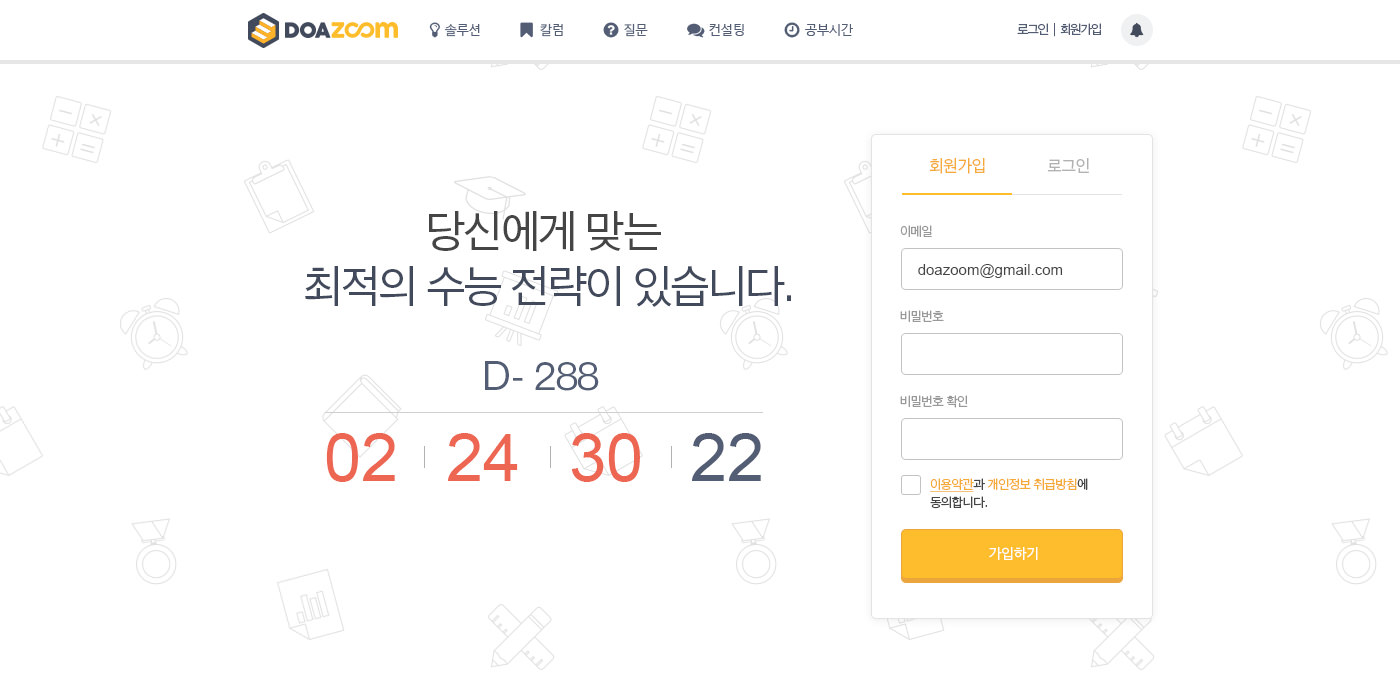 DOAZOOM
솔루션
칼럼
질문
컨설팅
공부시간
로그인 | 회원가입
당신에게 맞는
최적의 수능 전략이 있습니다.
D- 288
02 24 30 22
회원가입 로그인
이메일
doazoom@gmail.com
비밀번호
비밀번호 확인
이용약관과 개인정보 취급방침에
동의합니다.
가입하기